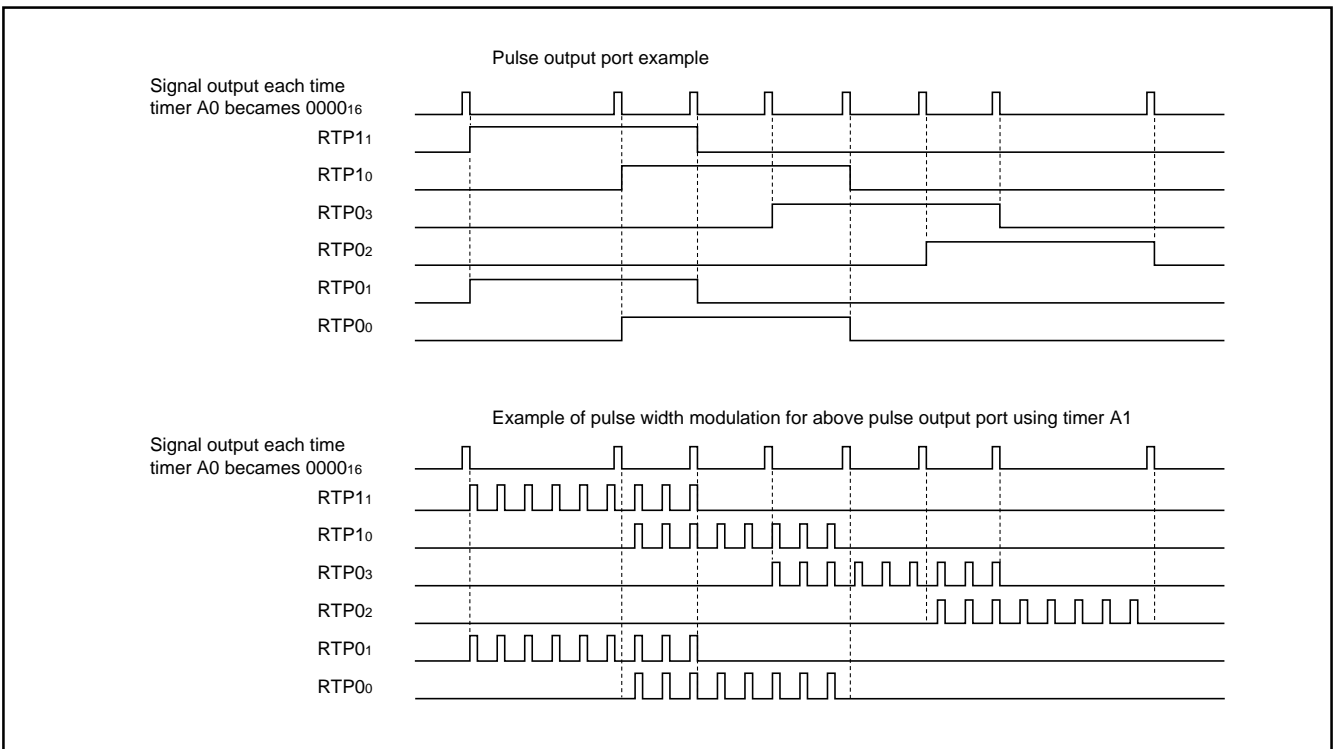 Pulse output port example
Signal output each time
timer A0 becames 0000₁₆
RTP1₁
RTP1₀
RTP0₃
RTP0₂
RTP0₁
RTP0₀
Example of pulse width modulation for above pulse output port using timer A1
Signal output each time
timer A0 becames 0000₁₆
RTP1₁
RTP1₀
RTP0₃
RTP0₂
RTP0₁
RTP0₀